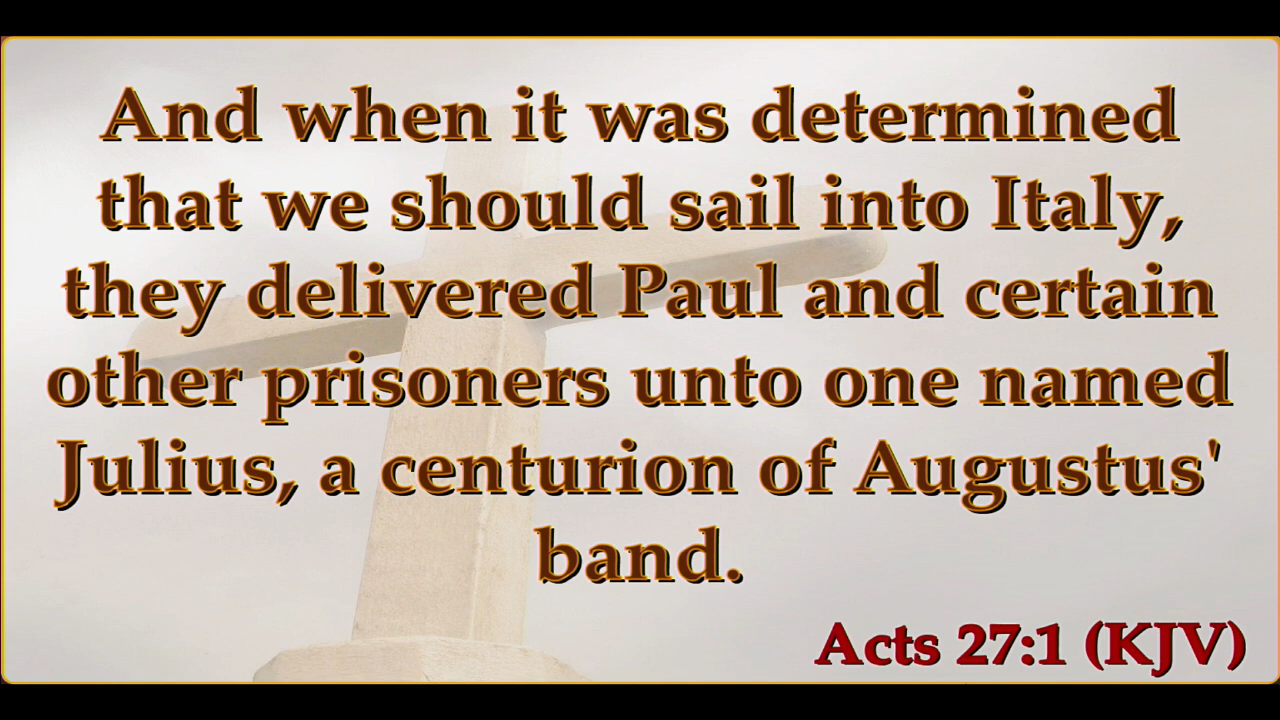 And when it was determined
that we should sail into Italy,
they delivered Paul and certain
other prisoners unto one named
Julius, a centurion of Augustus'
band.
Acts 27:1 (KJV)